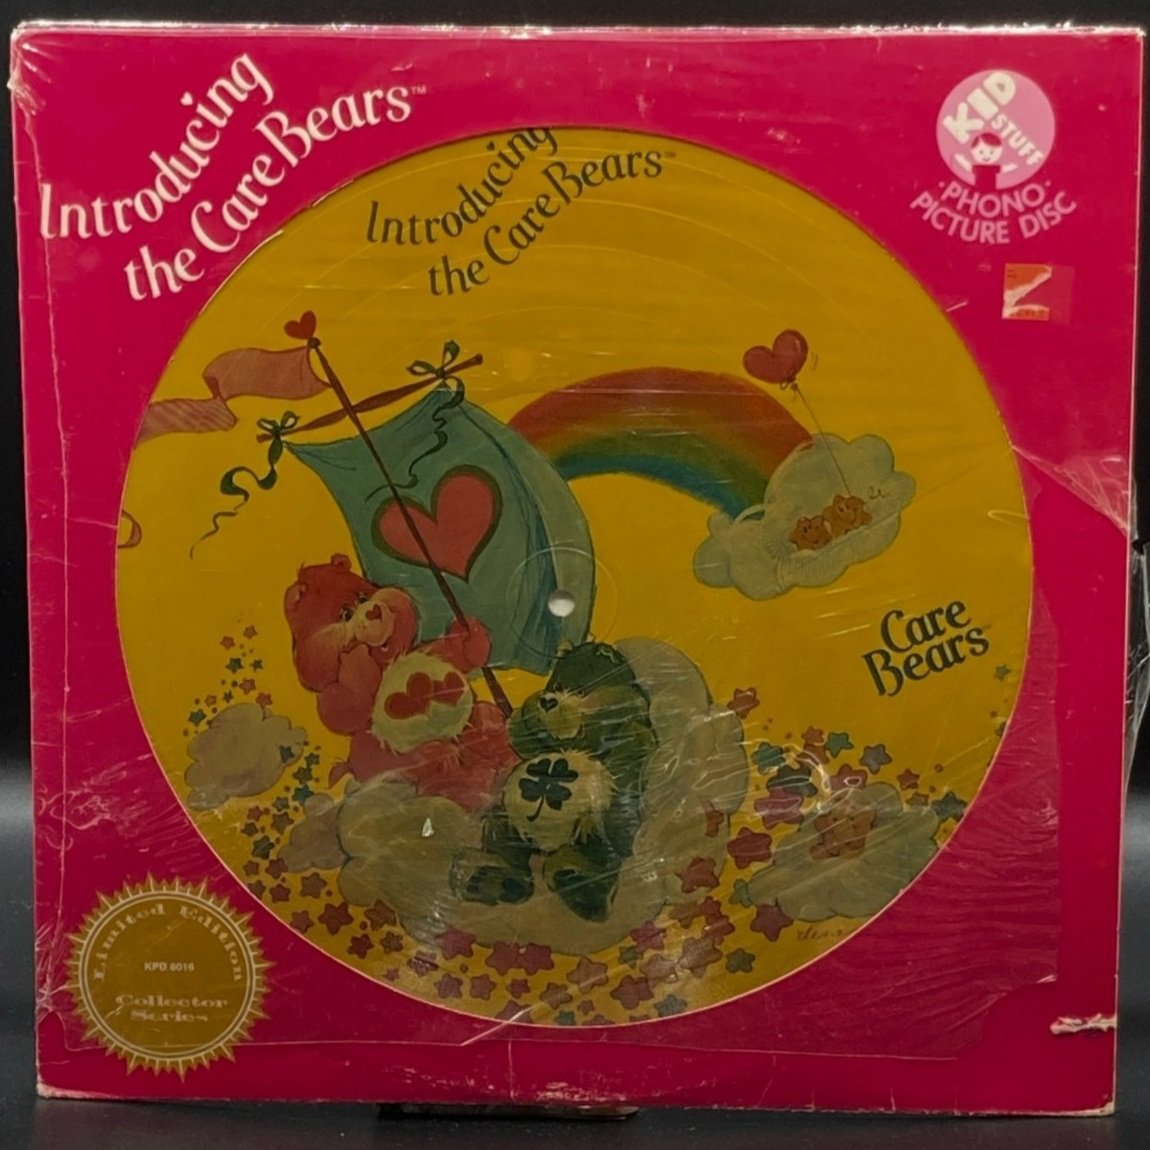 Introducing
the Care Bears™
KID
STUFF
·PHONO·
PICTURE DISC
Introducing
the Care Bears™
Care
Bears™
Limited Edition
KPD 6016
Collector
Series